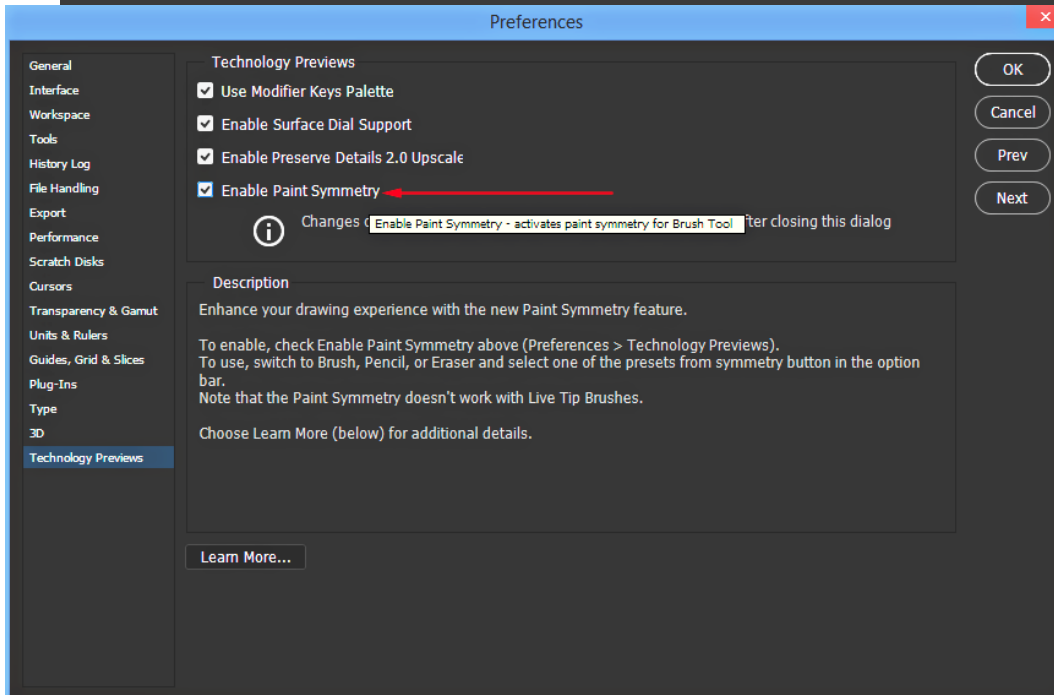 Preferences
General
Interface
Workspace
Tools
History Log
File Handling
Export
Performance
Scratch Disks
Cursors
Transparency & Gamut
Units & Rulers
Guides, Grid & Slices
Plug-Ins
Type
3D
Technology Previews
Technology Previews
Use Modifier Keys Palette
Enable Surface Dial Support
Enable Preserve Details 2.0 Upscale
Enable Paint Symmetry
Changes
Enable Paint Symmetry - activates paint symmetry for Brush Tool
ter closing this dialog
Description
Enhance your drawing experience with the new Paint Symmetry feature.
To enable, check Enable Paint Symmetry above (Preferences > Technology Previews).
To use, switch to Brush, Pencil, or Eraser and select one of the presets from symmetry button in the option
bar.
Note that the Paint Symmetry doesn't work with Live Tip Brushes.
Choose Learn More (below) for additional details.
Learn More...
OK
Cancel
Prev
Next